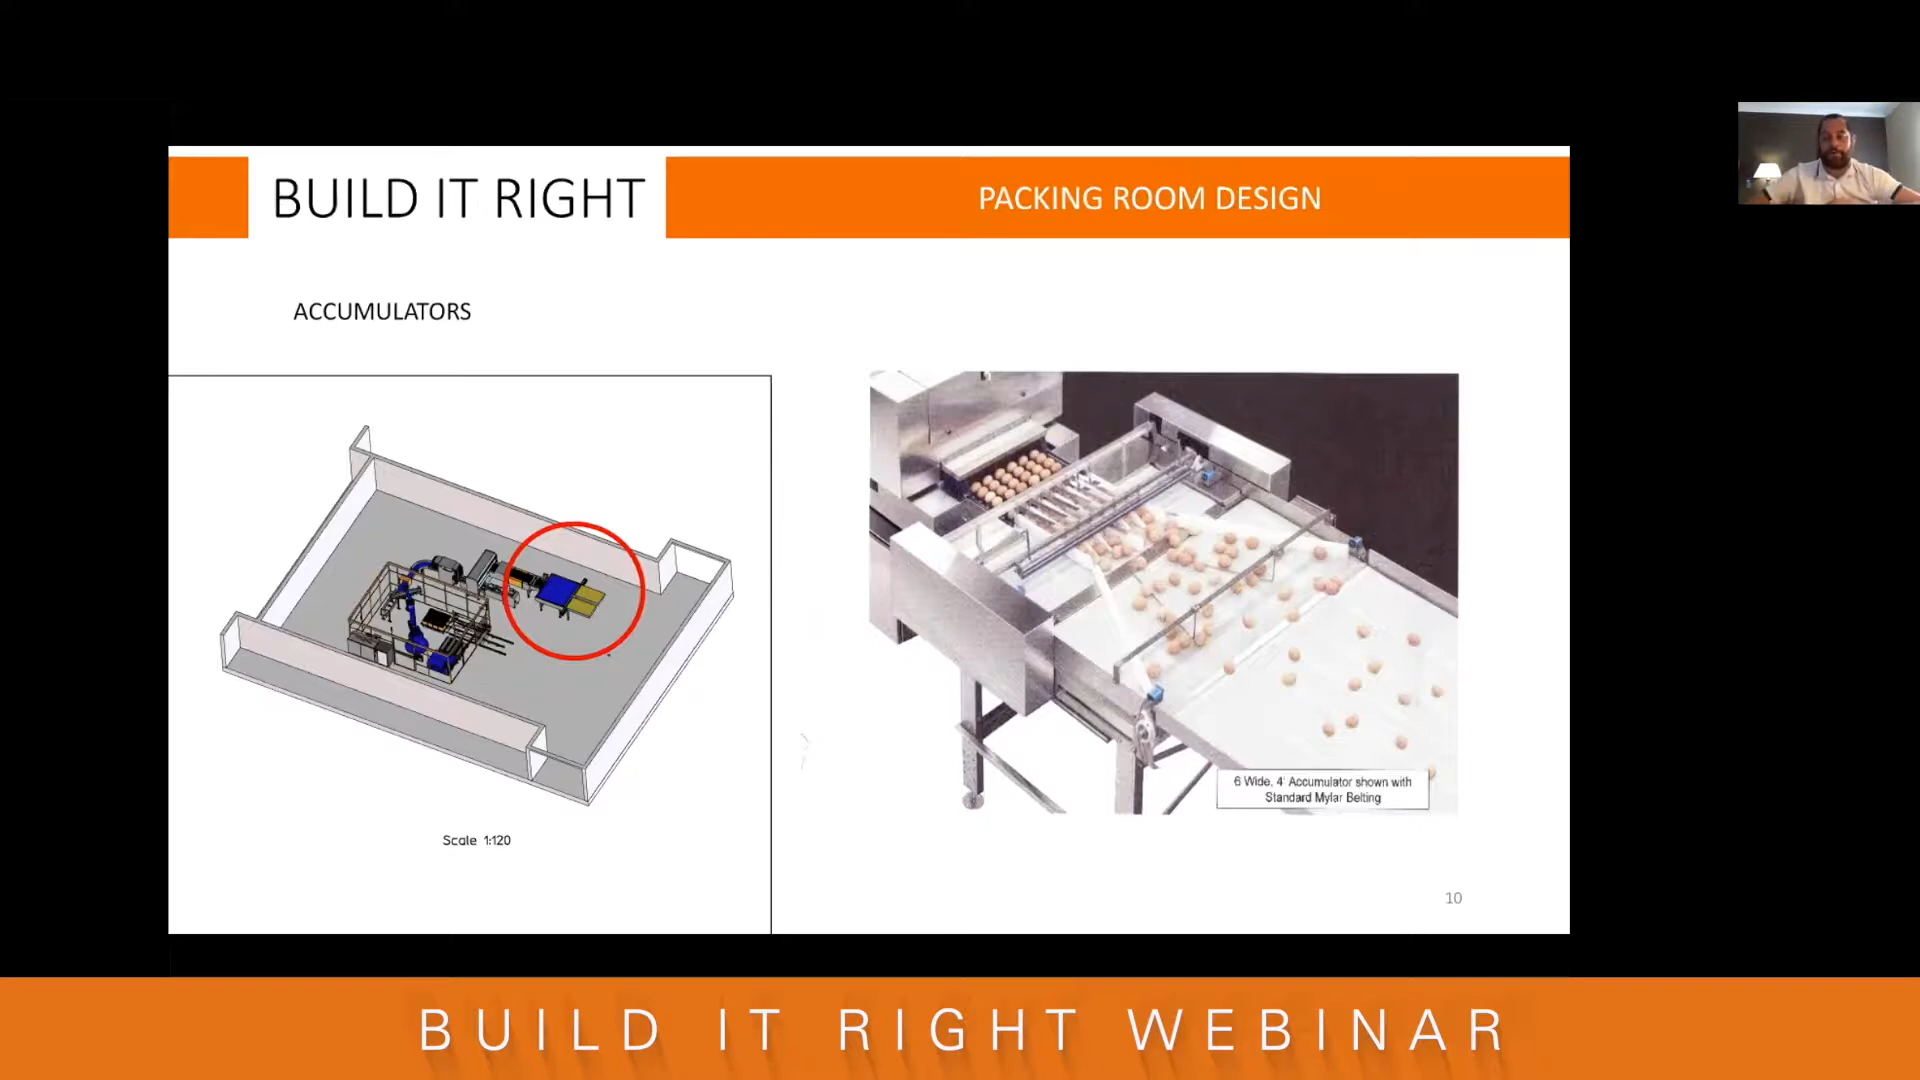 BUILD IT RIGHT
PACKING ROOM DESIGN
ACCUMULATORS
6 Wide, 4' Accumulator shown with
Standard Mylar Belting
Scale 1:120
10
BUILD IT RIGHT WEBINAR